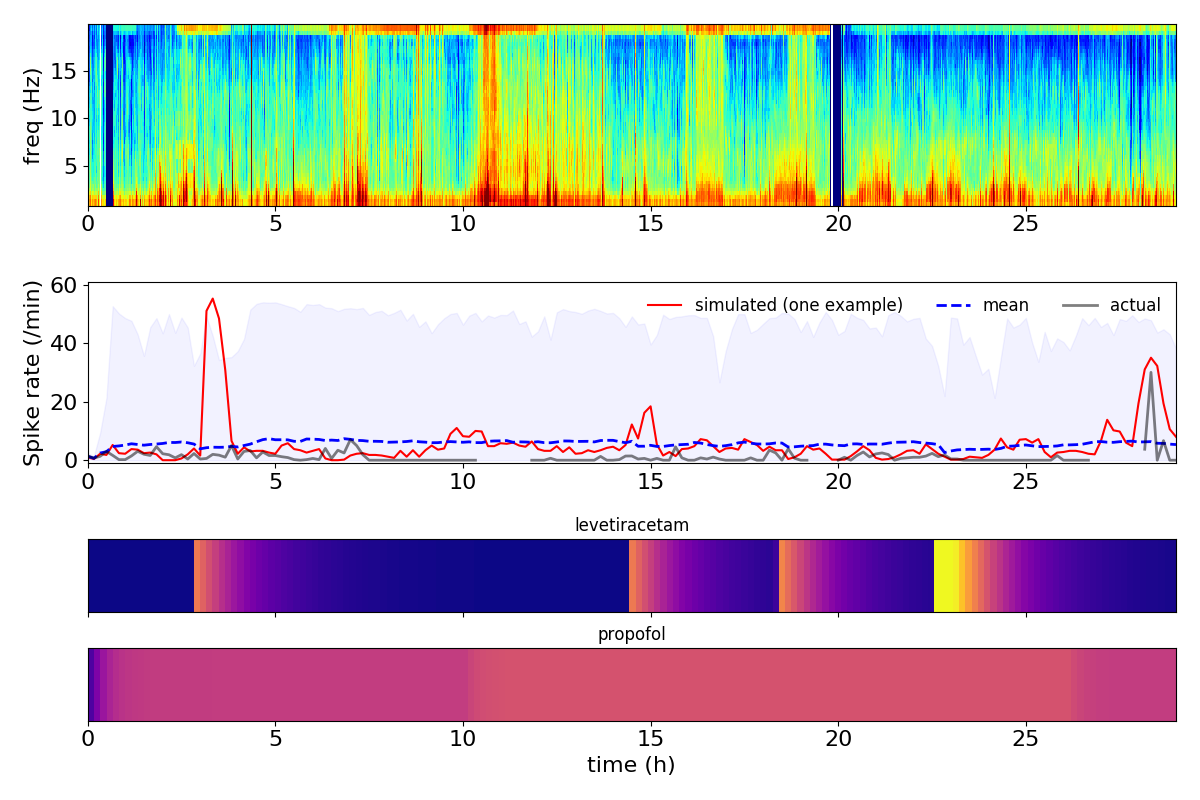 freq (Hz)
15
10
5
0 5 10 15 20 25
Spike rate (/min)
60
40
20
0
simulated (one example) mean actual
0 5 10 15 20 25
levetiracetam
propofol
0 5 10 15 20 25
time (h)